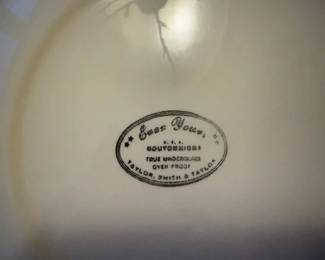 Ever Yours
U.S.A.
BOUTONNIERE
TRUE UNDERGLAZE
OVEN PROOF
TAYLOR, SMITH & TAYLOR